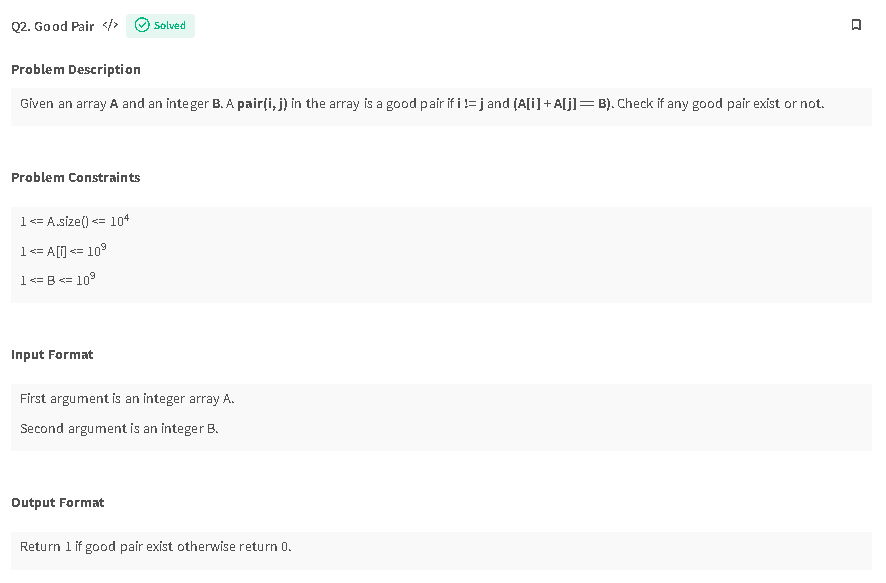 Q2. Good Pair </> Solved
Problem Description
Given an array A and an integer B. A pair(i, j) in the array is a good pair if i != j and (A[i] + A[j] == B). Check if any good pair exist or not.
Problem Constraints
1 <= A.size() <= 10^4
1 <= A[i] <= 10^9
1 <= B <= 10^9
Input Format
First argument is an integer array A.
Second argument is an integer B.
Output Format
Return 1 if good pair exist otherwise return 0.